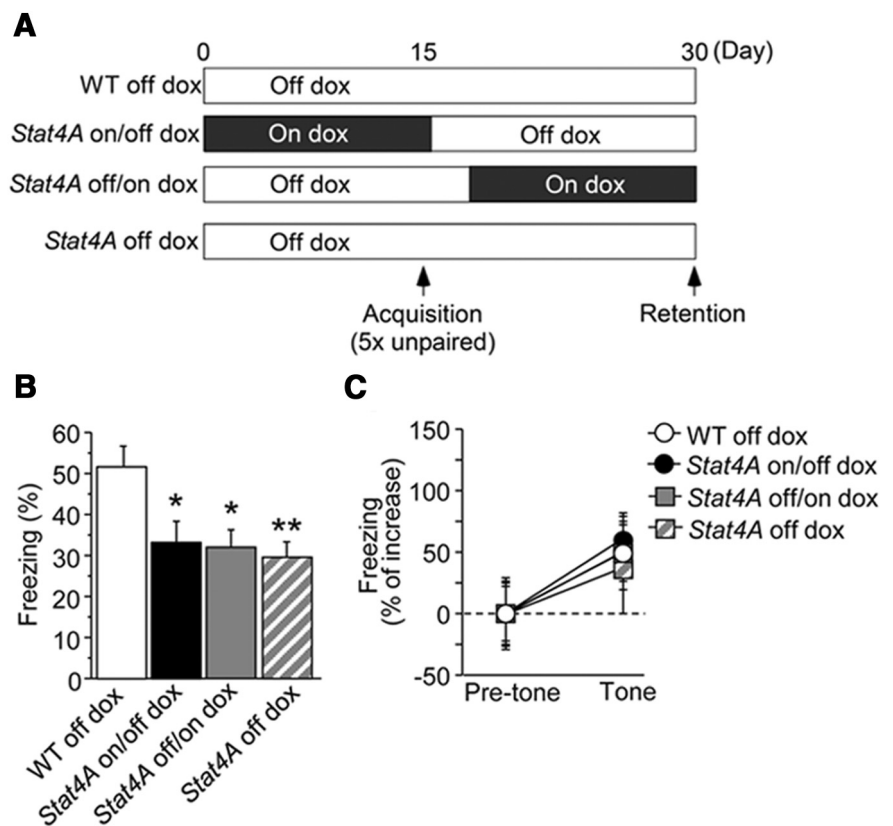 A
0 15 30 (Day)
WT off dox Off dox
Stat4A on/off dox On dox Off dox
Stat4A off/on dox Off dox On dox
Stat4A off dox Off dox
Acquisition Retention
(5x unpaired)
B
Freezing (%)
60
50
40
30
20
10
0
* * **
WT off dox
Stat4A on/off dox
Stat4A off/on dox
Stat4A off dox
C
Freezing
(% of increase)
150
100
50
0
-50
Pre-tone Tone
WT off dox
Stat4A on/off dox
Stat4A off/on dox
Stat4A off dox